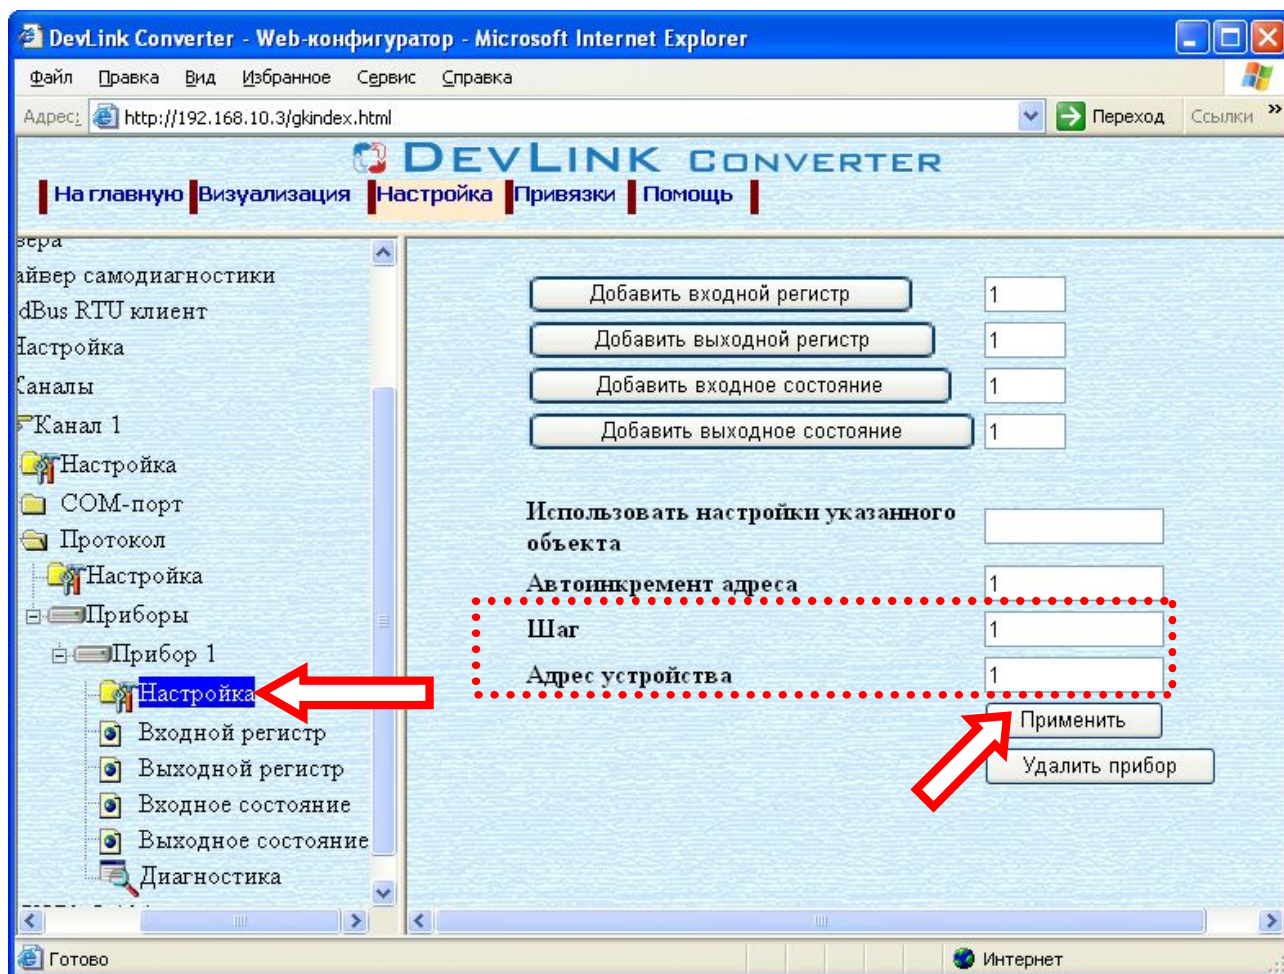 DevLink Converter - Web-конфигуратор - Microsoft Internet Explorer
Файл Правка Вид Избранное Сервис Справка
Адрес: http://192.168.10.3/gkindex.html Переход Ссылки »
DEVLINK CONVERTER
На главную Визуализация Настройка Привязки Помощь
вера
айвер самодиагностики
dBus RTU клиент
Настройка
Каналы
Канал 1
Настройка
COM-порт
Протокол
Настройка
Приборы
Прибор 1
Настройка
Входной регистр
Выходной регистр
Входное состояние
Выходное состояние
Диагностика
Добавить входной регистр 1
Добавить выходной регистр 1
Добавить входное состояние 1
Добавить выходное состояние 1
Использовать настройки указанного
объекта
Автоинкремент адреса 1
Шаг 1
Адрес устройства 1
Применить
Удалить прибор
Готово Интернет